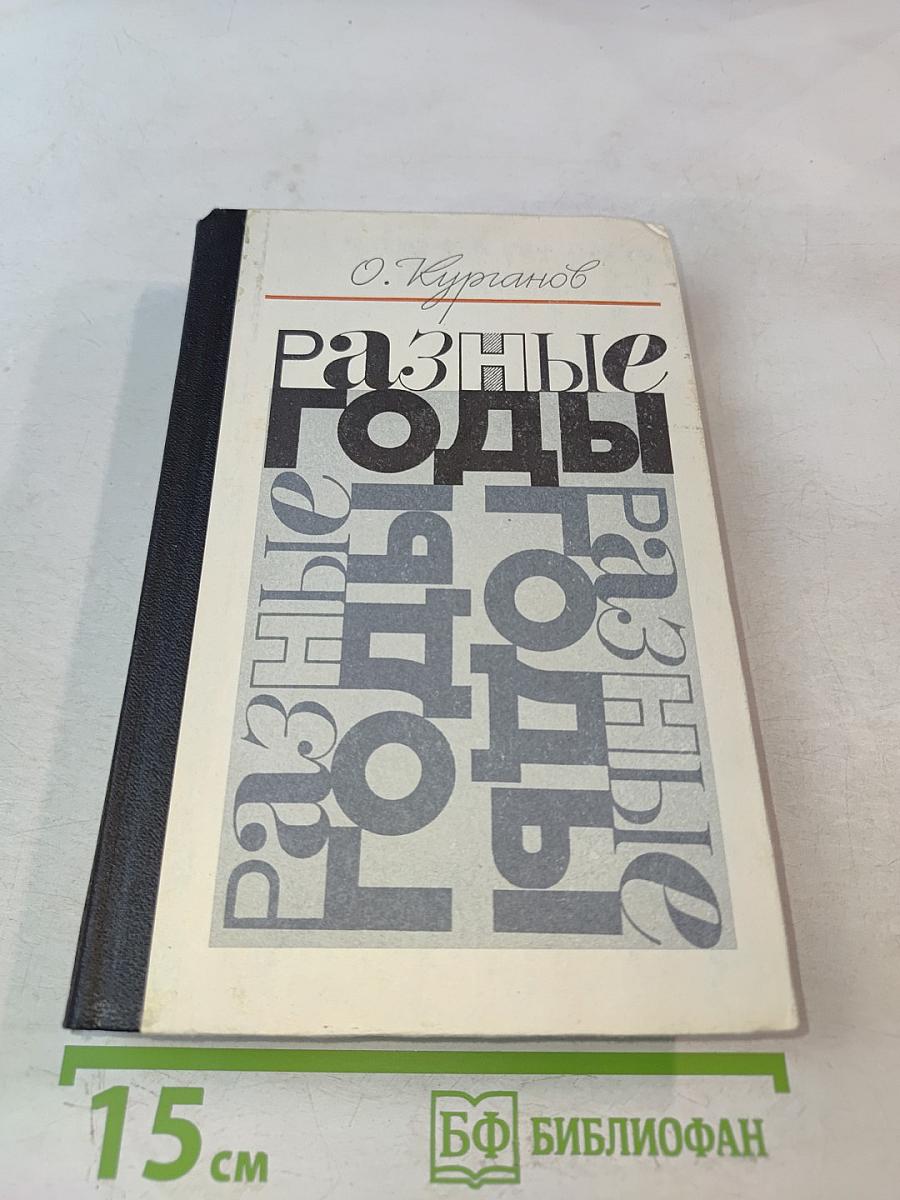 О. Курганов
Разные
годы
Разные
годы
годы
Разные
15 см
БФ БИБЛИОФАН